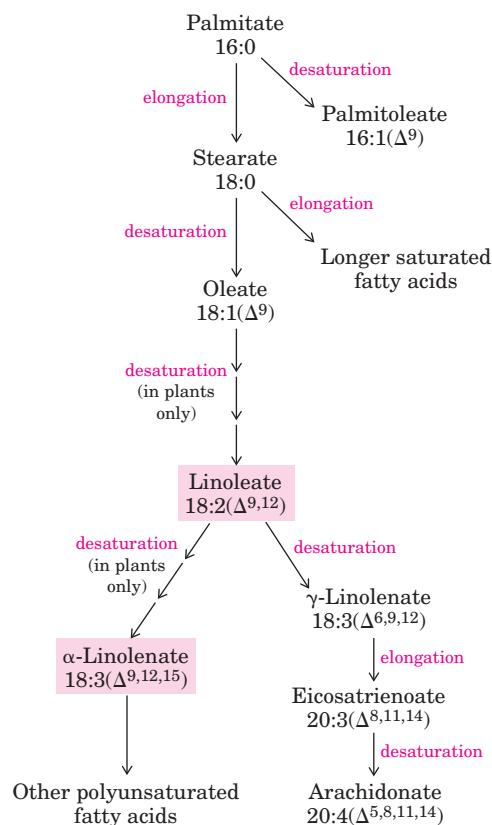 Palmitate
16:0
desaturation
elongation
Palmitoleate
16:1(Δ⁹)
Stearate
18:0
elongation
desaturation
Longer saturated
fatty acids
Oleate
18:1(Δ⁹)
desaturation
(in plants
only)
Linoleate
18:2(Δ⁹,¹²)
desaturation
(in plants
only)
desaturation
γ-Linolenate
18:3(Δ⁶,⁹,¹²)
α-Linolenate
18:3(Δ⁹,¹²,¹⁵)
elongation
Eicosatrienoate
20:3(Δ⁸,¹¹,¹⁴)
desaturation
Other polyunsaturated
fatty acids
Arachidonate
20:4(Δ⁵,⁸,¹¹,¹⁴)